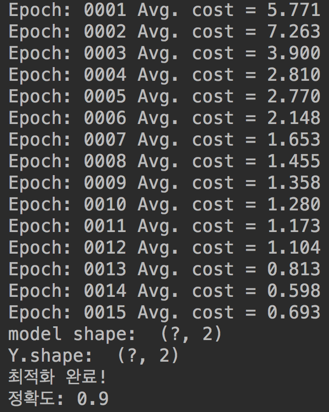 Epoch: 0001 Avg. cost = 5.771
Epoch: 0002 Avg. cost = 7.263
Epoch: 0003 Avg. cost = 3.900
Epoch: 0004 Avg. cost = 2.810
Epoch: 0005 Avg. cost = 2.770
Epoch: 0006 Avg. cost = 2.148
Epoch: 0007 Avg. cost = 1.653
Epoch: 0008 Avg. cost = 1.455
Epoch: 0009 Avg. cost = 1.358
Epoch: 0010 Avg. cost = 1.280
Epoch: 0011 Avg. cost = 1.173
Epoch: 0012 Avg. cost = 1.104
Epoch: 0013 Avg. cost = 0.813
Epoch: 0014 Avg. cost = 0.598
Epoch: 0015 Avg. cost = 0.693
model shape:  (?, 2)
Y.shape:  (?, 2)
최적화 완료!
정확도: 0.9